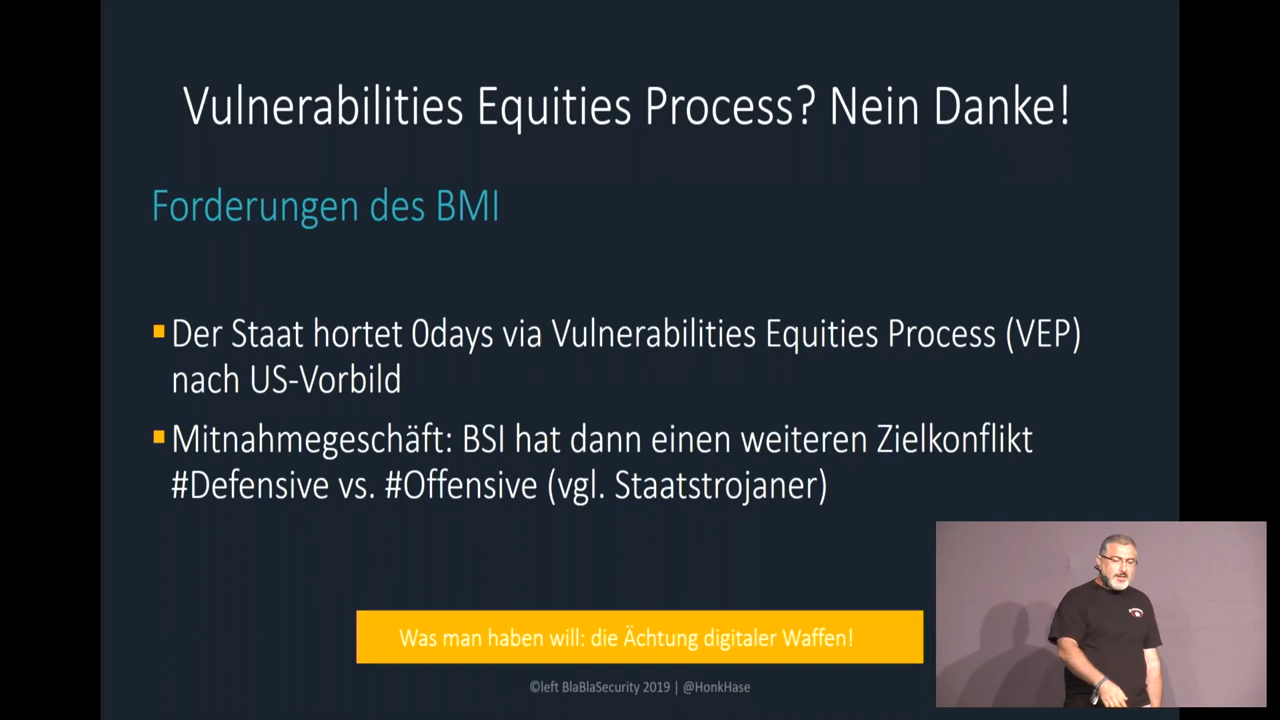 Vulnerabilities Equities Process? Nein Danke!
Forderungen des BMI
Der Staat hortet 0days via Vulnerabilities Equities Process (VEP)
nach US-Vorbild
Mitnahmegeschäft: BSI hat dann einen weiteren Zielkonflikt
#Defensive vs. #Offensive (vgl. Staatstrojaner)
Was man haben will: die Ächtung digitaler Waffen!
©left BlaBlaSecurity 2019 | @HonkHase